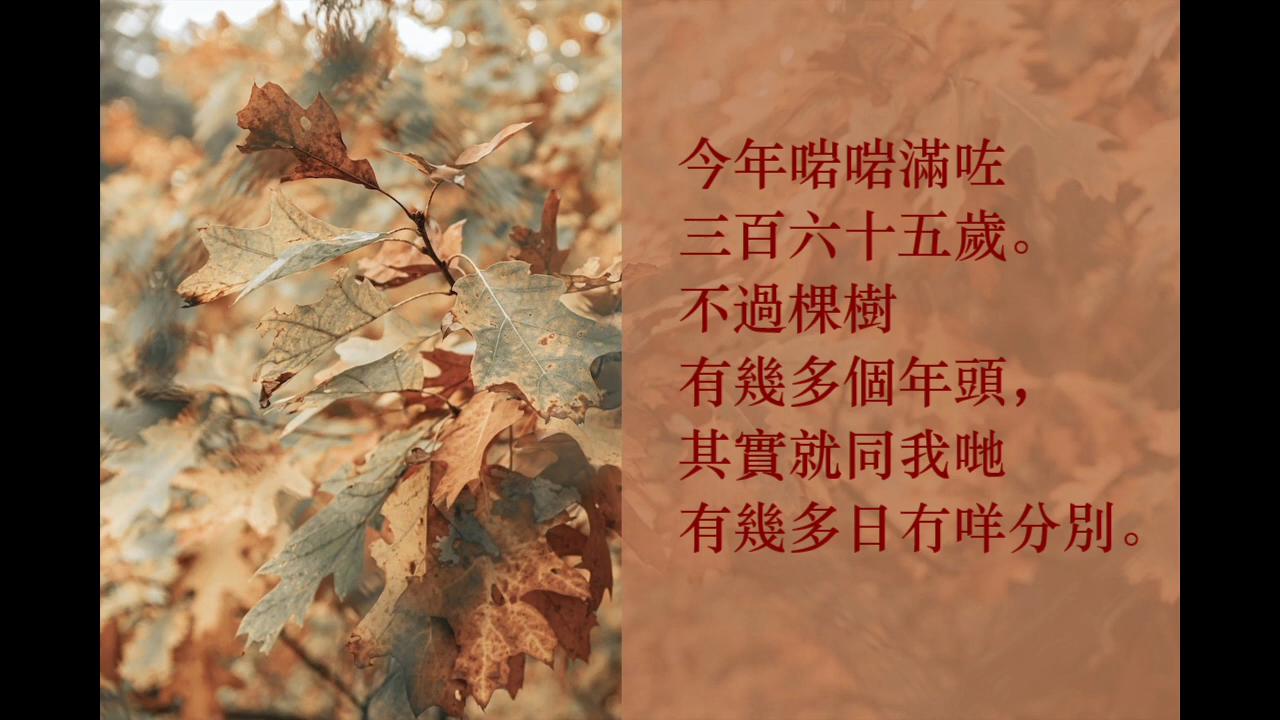 今年啱啱滿咗
三百六十五歲。
不過棵樹
有幾多個年頭，
其實就同我哋
有幾多日冇咩分別。